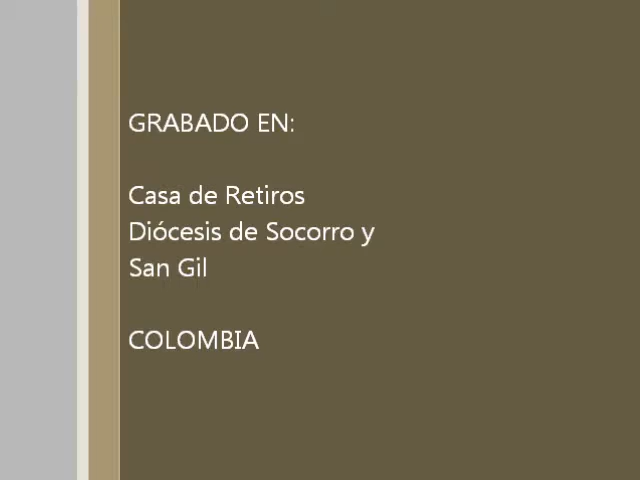 GRABADO EN:
Casa de Retiros
Diócesis de Socorro y
San Gil
COLOMBIA